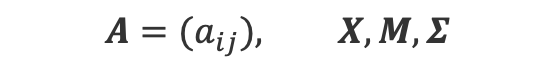 𝑨 = (𝑎ᵢⱼ), 𝑿, 𝑴, 𝜮